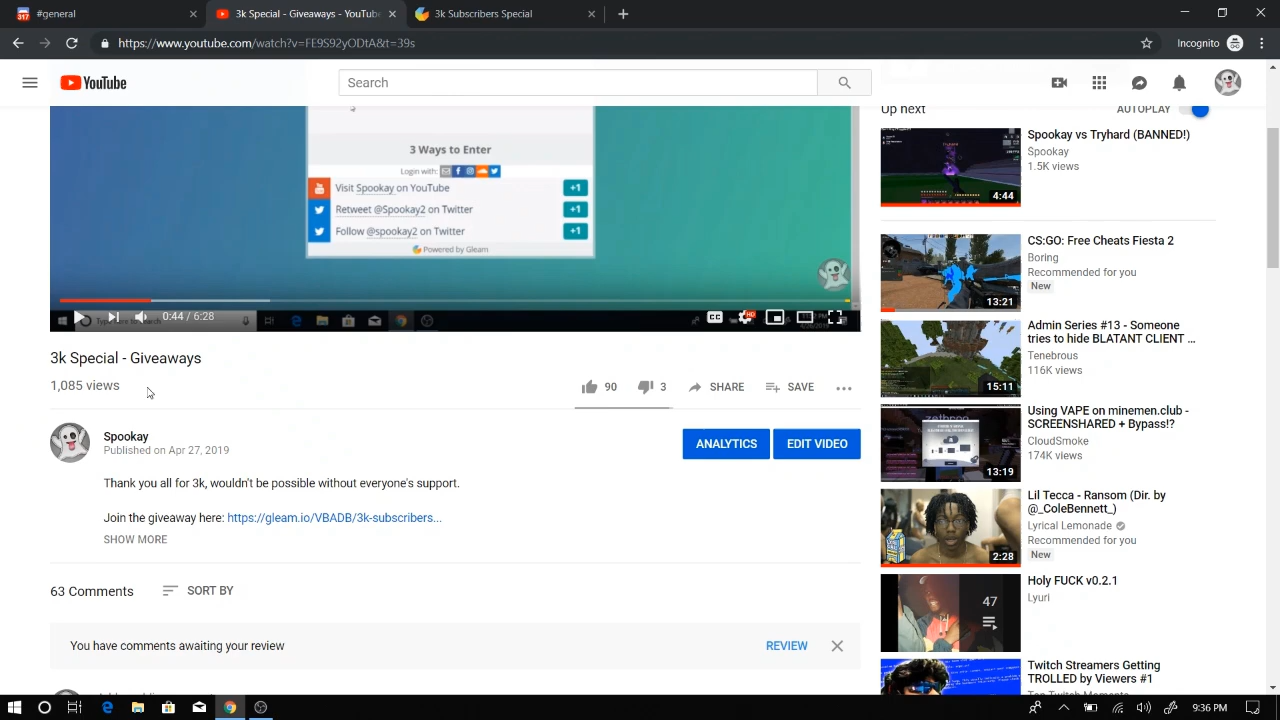 #general
3k Special - Giveaways - YouTube
3k Subscribers Special
https://www.youtube.com/watch?v=FE9S92yODtA&t=39s
Incognito
YouTube
Search
3 Ways to Enter
Login with:
Visit Spookay on YouTube +1
Retweet @Spookay2 on Twitter +1
Follow @spookay2 on Twitter +1
Powered by Gleam
0:44 / 6:28
CC
HD
3k Special - Giveaways
1,085 views
90
3
SHARE
SAVE
Spookay
Published on Apr 27, 2019
ANALYTICS
EDIT VIDEO
Thank you all for 3k, wouldn't be possible without everyone's support.
Join the giveaway here: https://gleam.io/VBADB/3k-subscribers...
SHOW MORE
63 Comments
SORT BY
You have comments awaiting your review
REVIEW
Up next
AUTOPLAY
Spookay vs Tryhard (BANNED!)
Spookay
1.5K views
4:44
CS:GO: Free Cheats Fiesta 2
Boring
Recommended for you
New
13:21
Admin Series #13 - Someone
tries to hide BLATANT CLIENT ...
Tenebrous
116K views
15:11
Using VAPE on minemen.club -
SCREENSHARED + Bypass!?
CloudSmoke
174K views
13:19
Lil Tecca - Ransom (Dir. by
@_ColeBennett_)
Lyrical Lemonade
Recommended for you
New
2:28
Holy FUCK v0.2.1
Lyuri
47
Twitch Streamers Getting
TROLLED by Viewers #1
9:36 PM